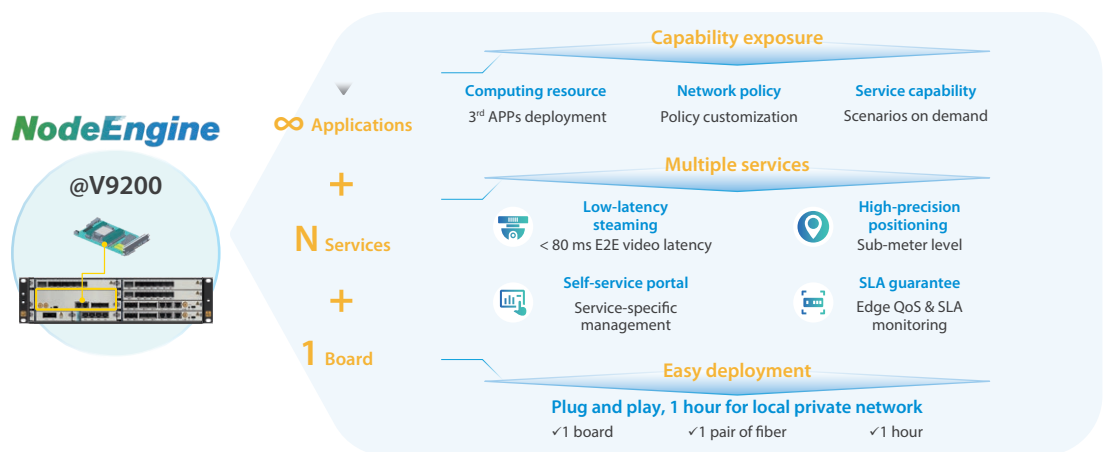 NodeEngine
@V9200
∞ Applications
+
N Services
+
1 Board
Capability exposure
Computing resource
3rd APPs deployment
Network policy
Policy customization
Service capability
Scenarios on demand
Multiple services
Low-latency
steaming
< 80 ms E2E video latency
High-precision
positioning
Sub-meter level
Self-service portal
Service-specific
management
SLA guarantee
Edge QoS & SLA
monitoring
Easy deployment
Plug and play, 1 hour for local private network
✓1 board
✓1 pair of fiber
✓1 hour